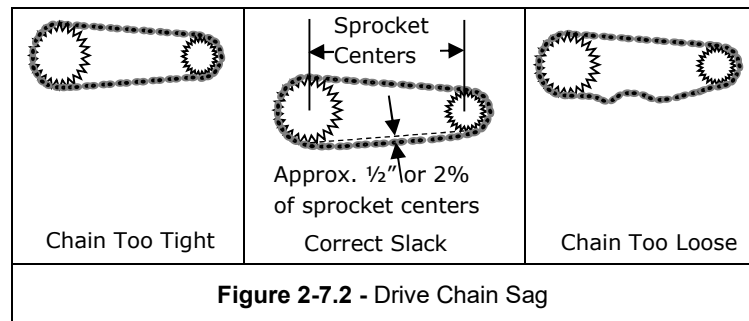 Chain Too Tight
Sprocket
Centers
Approx. ½” or 2%
of sprocket centers
Correct Slack
Chain Too Loose
Figure 2-7.2 - Drive Chain Sag